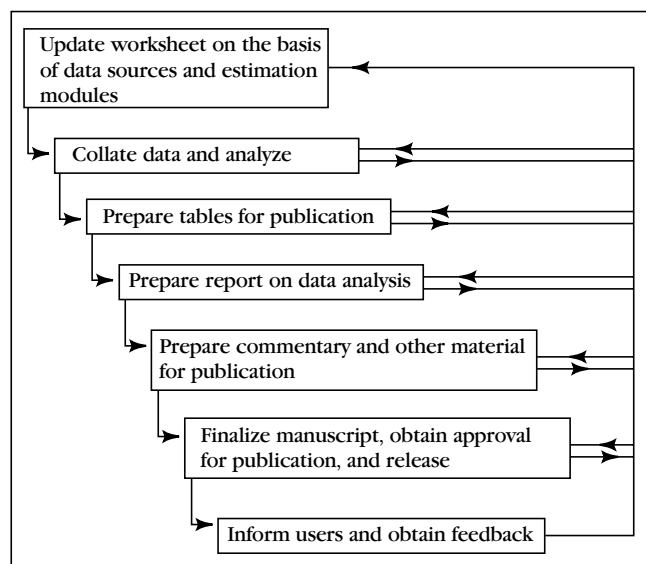 Update worksheet on the basis
of data sources and estimation
modules
Collate data and analyze
Prepare tables for publication
Prepare report on data analysis
Prepare commentary and other material
for publication
Finalize manuscript, obtain approval
for publication, and release
Inform users and obtain feedback